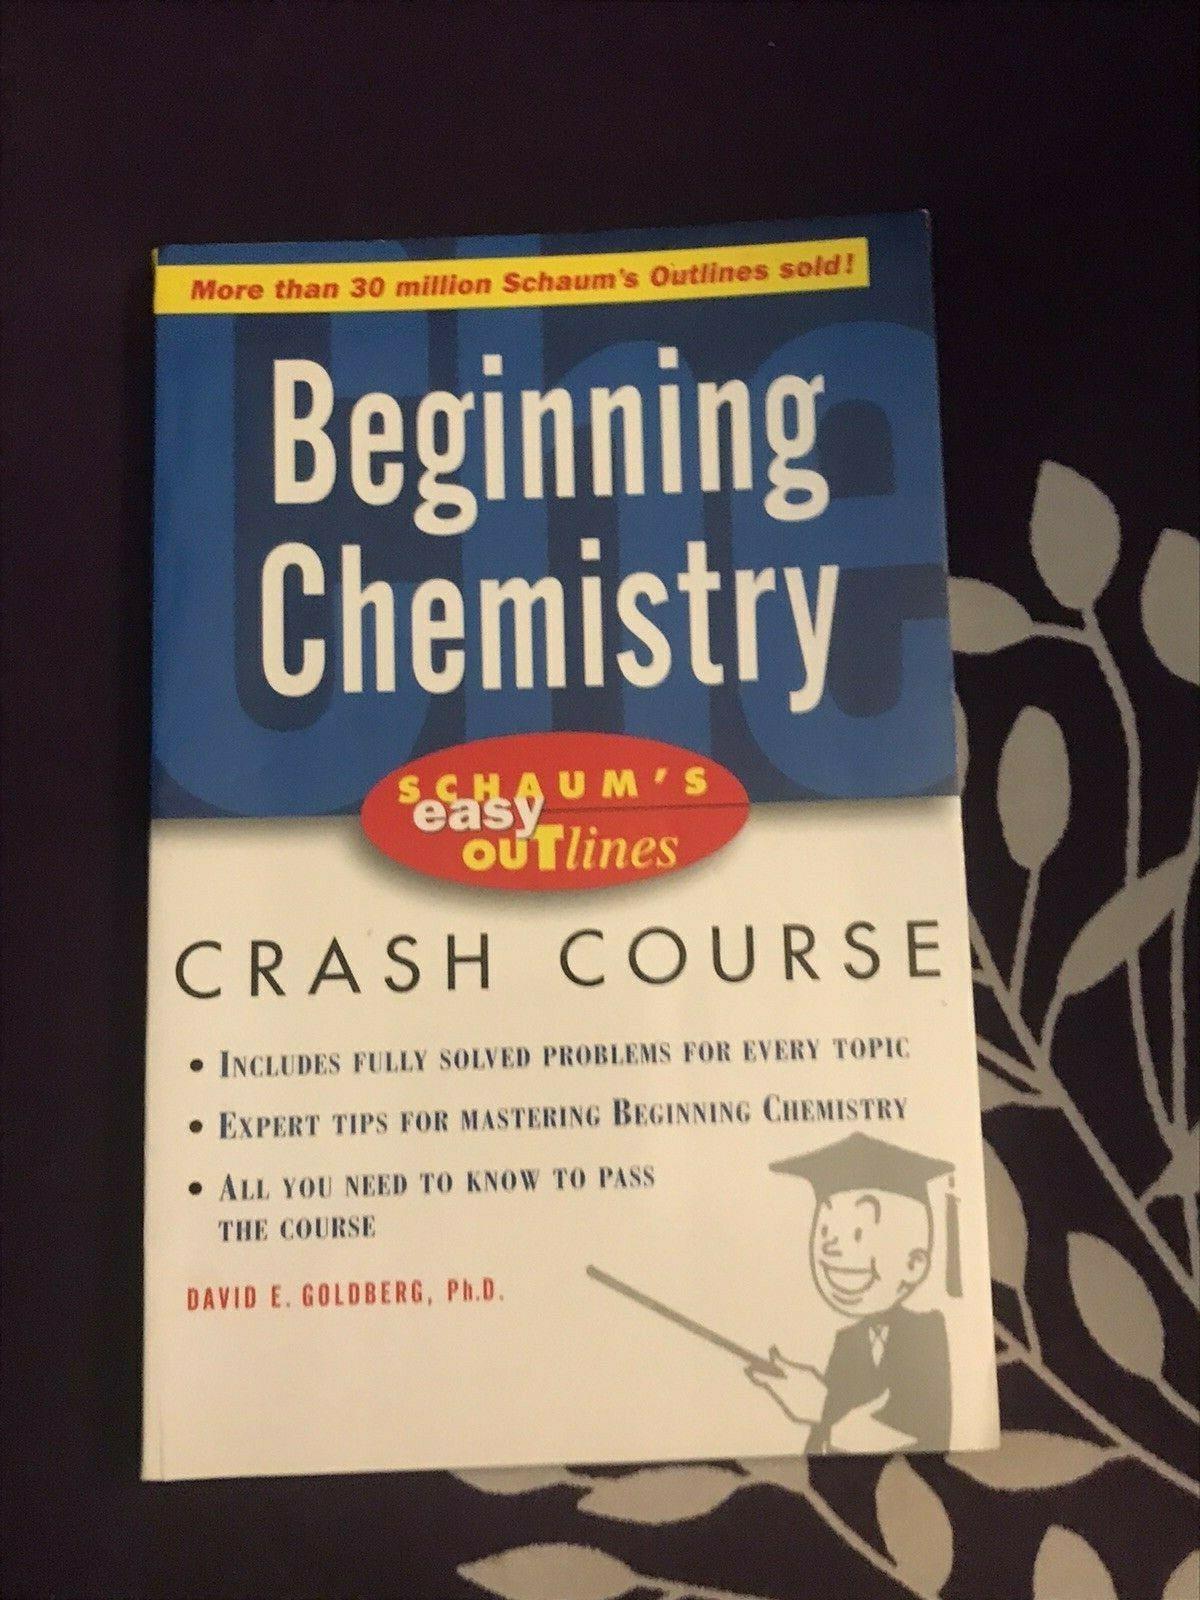 More than 30 million Schaum's Outlines sold!
Beginning
Chemistry
SCHAUM'S
easy
OUTlines
CRASH COURSE
• INCLUDES FULLY SOLVED PROBLEMS FOR EVERY TOPIC
• EXPERT TIPS FOR MASTERING BEGINNING CHEMISTRY
• ALL YOU NEED TO KNOW TO PASS
THE COURSE
DAVID E. GOLDBERG, Ph.D.